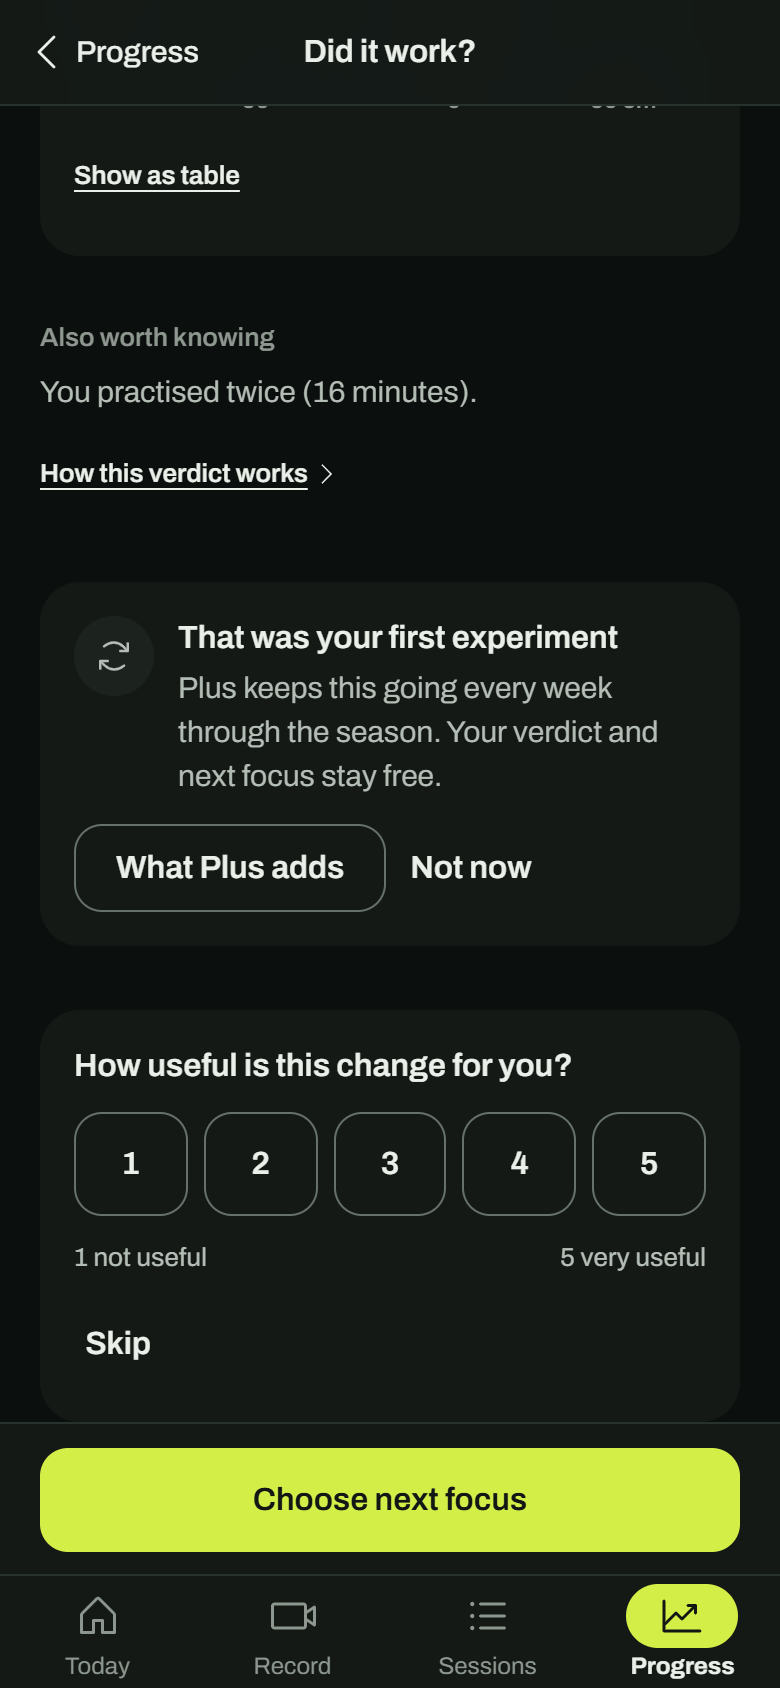 Progress
Did it work?
Show as table
Also worth knowing
You practised twice (16 minutes).
How this verdict works
That was your first experiment
Plus keeps this going every week
through the season. Your verdict and
next focus stay free.
What Plus adds
Not now
How useful is this change for you?
1 2 3 4 5
1 not useful
5 very useful
Skip
Choose next focus
Today
Record
Sessions
Progress